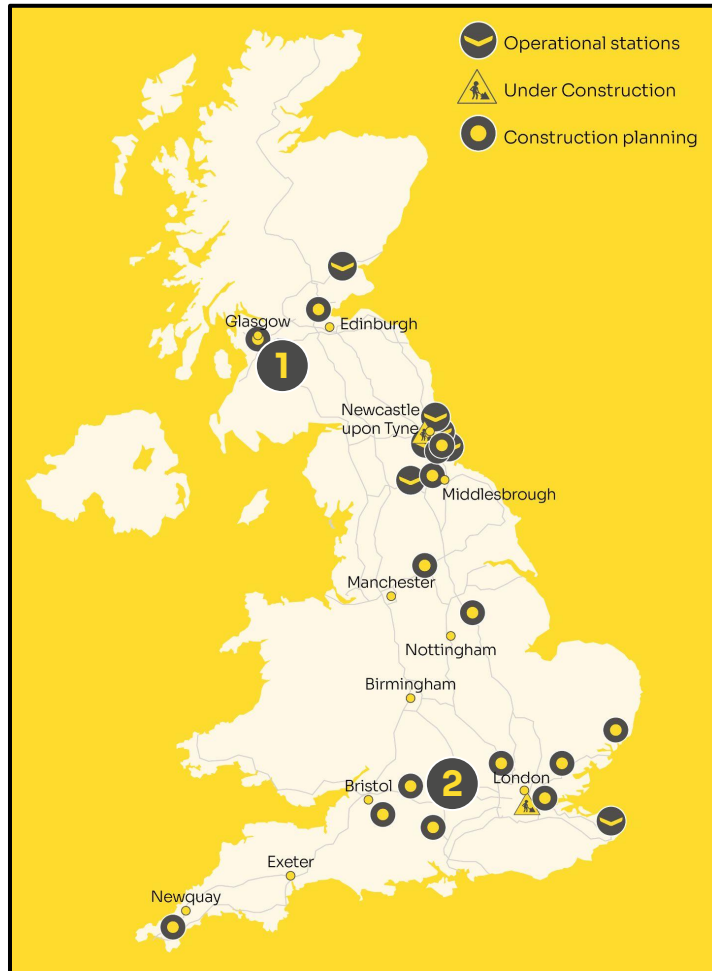 Operational stations
Under Construction
Construction planning
Glasgow
Edinburgh
1
Newcastle
upon Tyne
Middlesbrough
Manchester
Nottingham
Birmingham
2
London
Bristol
Exeter
Newquay